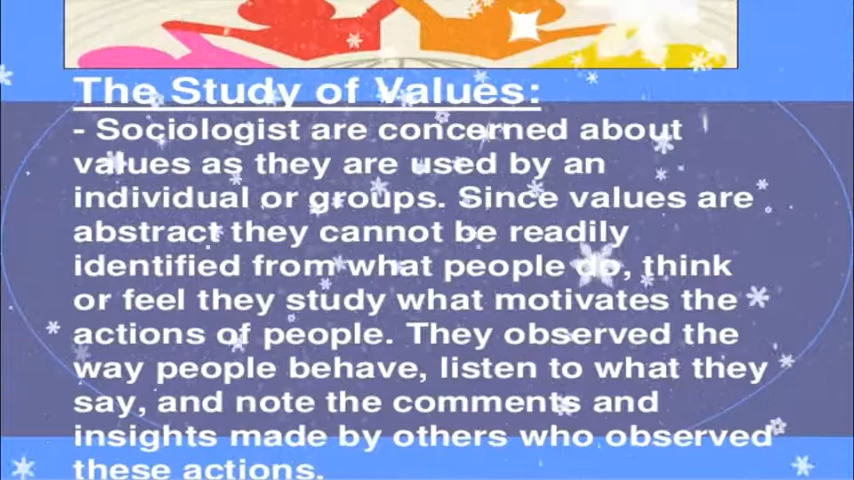 The Study of Values:
- Sociologist are concerned about
values as they are used by an
individual or groups. Since values are
abstract they cannot be readily
identified from what people do, think
or feel they study what motivates the
actions of people. They observed the
way people behave, listen to what they
say, and note the comments and
insights made by others who observed
these actions.